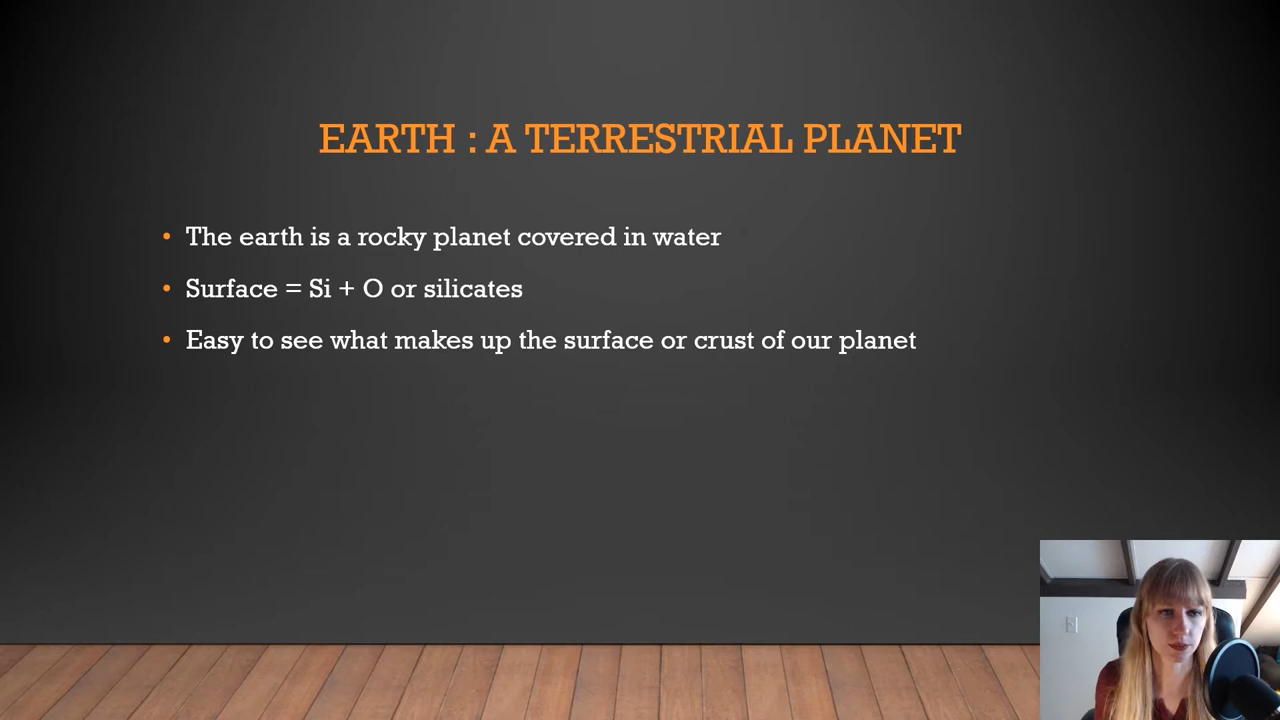 EARTH : A TERRESTRIAL PLANET
• The earth is a rocky planet covered in water
• Surface = Si + O or silicates
• Easy to see what makes up the surface or crust of our planet